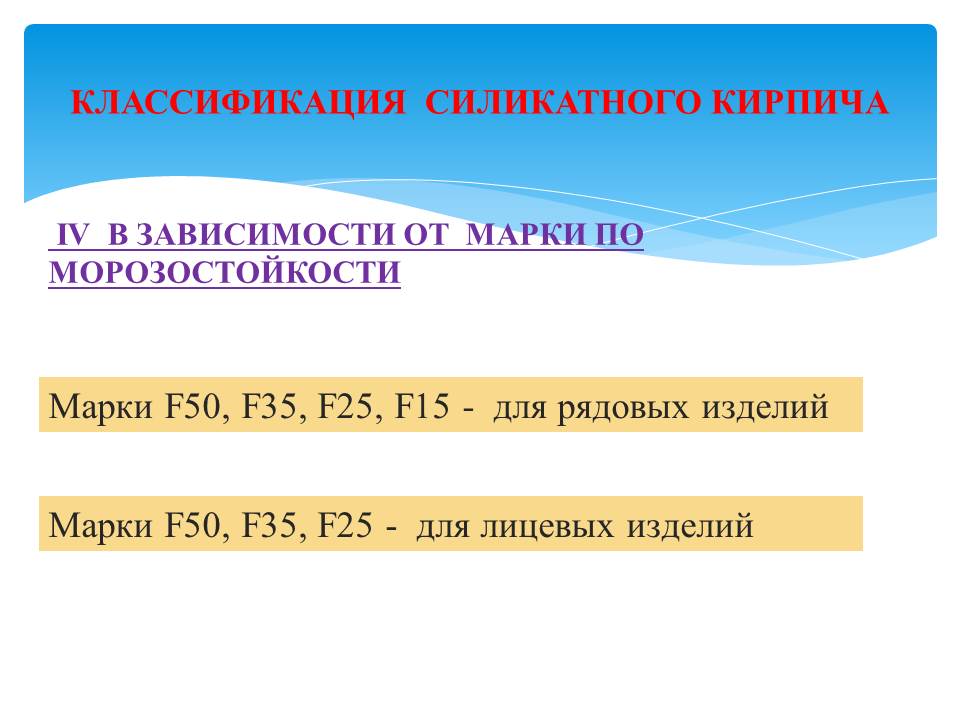 КЛАССИФИКАЦИЯ СИЛИКАТНОГО КИРПИЧА
IV В ЗАВИСИМОСТИ ОТ МАРКИ ПО
МОРОЗОСТОЙКОСТИ
Марки F50, F35, F25, F15 - для рядовых изделий
Марки F50, F35, F25 - для лицевых изделий